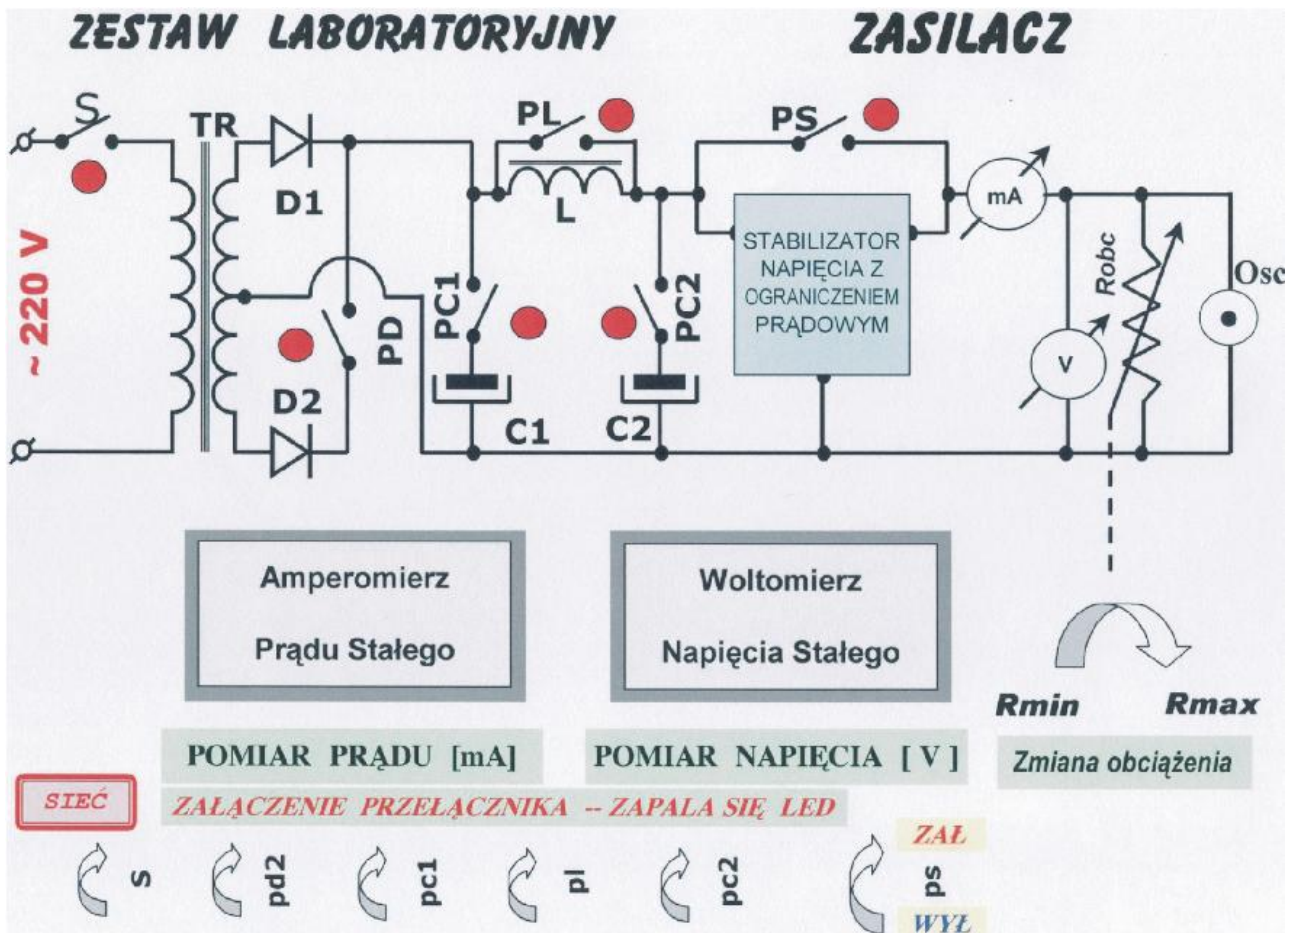 ZESTAW LABORATORYJNY
ZASILACZ
S
TR
D1
PL
L
PS
mA
~ 220 V
D2
PD
PC1
C1
PC2
C2
STABILIZATOR
NAPIĘCIA Z
OGRANICZENIEM
PRĄDOWYM
V
Robc
Osc
Amperomierz
Prądu Stałego
Woltomierz
Napięcia Stałego
Rmin
Rmax
POMIAR PRĄDU [mA]
POMIAR NAPIĘCIA [ V ]
Zmiana obciążenia
SIEĆ
ZAŁĄCZENIE PRZEŁĄCZNIKA -- ZAPALA SIĘ LED
S
pd2
pc1
pl
pc2
ps
ZAŁ
WYŁ